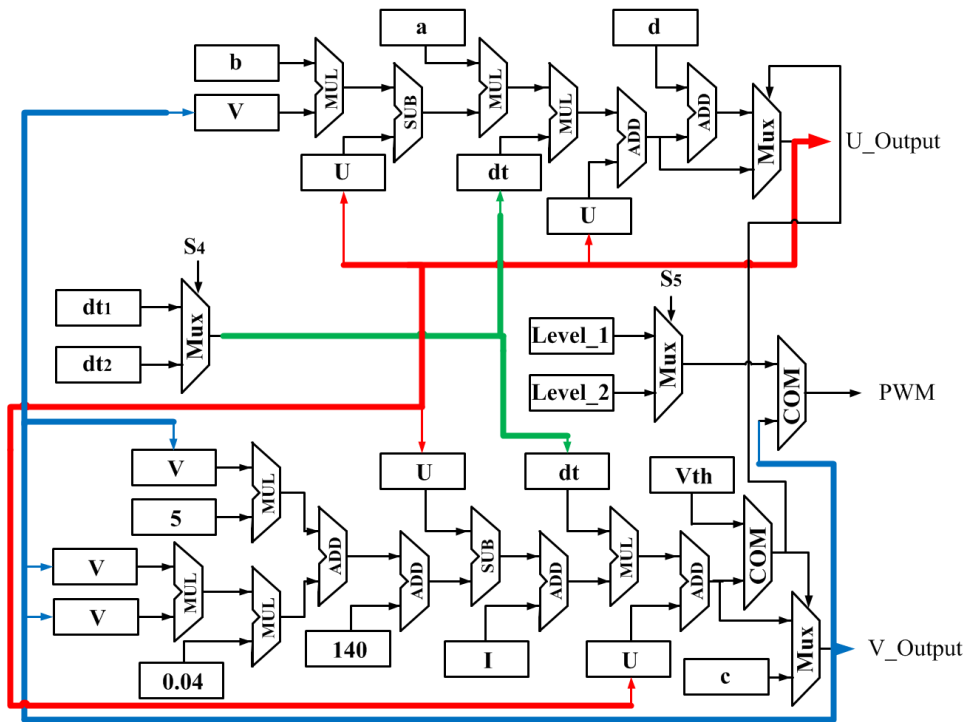 a
d
b
MUL
V
SUB
MUL
MUL
ADD
ADD
Mux
U_Output
U
dt
U
S4
S5
dt1
Mux
dt2
Level_1
Level_2
Mux
COM
PWM
V
MUL
5
U
dt
Vth
V
V
MUL
MUL
ADD
ADD
SUB
ADD
MUL
ADD
COM
Mux
V_Output
0.04
140
I
U
c